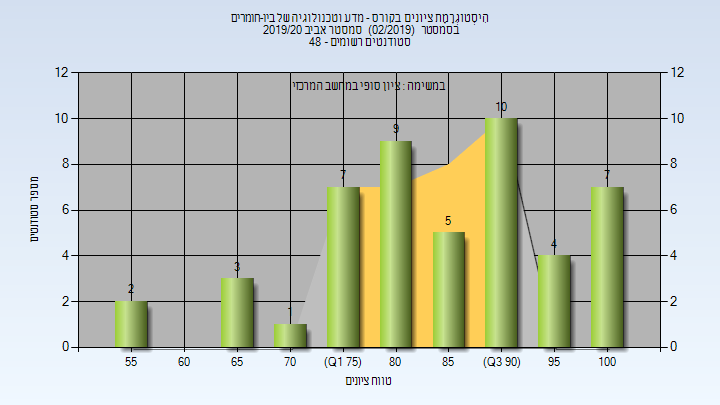 היסטוגרמת ציונים בקורס - מדע וטכנולוגיה של ביו-חומרים
בסמסטר (02/2019) סמסטר אביב 2019/20
סטודנטים רשומים - 48
במשימה : ציון סופי במחשב המרכזי
12 12
10 10
8 8
6 6
4 4
2 2
0 0
מספר סטודנטים
2 3 1 7 9 5 10 4 7
55 60 65 70 (Q1 75) 80 85 (Q3 90) 95 100
טווח ציונים